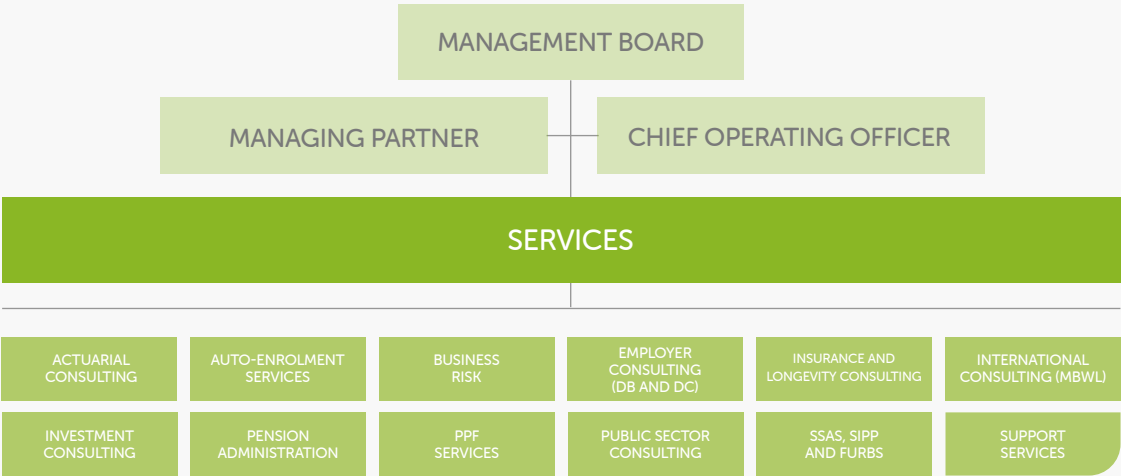 MANAGEMENT BOARD
MANAGING PARTNER
CHIEF OPERATING OFFICER
SERVICES
ACTUARIAL
CONSULTING
AUTO-ENROLMENT
SERVICES
BUSINESS
RISK
EMPLOYER
CONSULTING
(DB AND DC)
INSURANCE AND
LONGEVITY CONSULTING
INTERNATIONAL
CONSULTING (MBWL)
INVESTMENT
CONSULTING
PENSION
ADMINISTRATION
PPF
SERVICES
PUBLIC SECTOR
CONSULTING
SSAS, SIPP
AND FURBS
SUPPORT
SERVICES